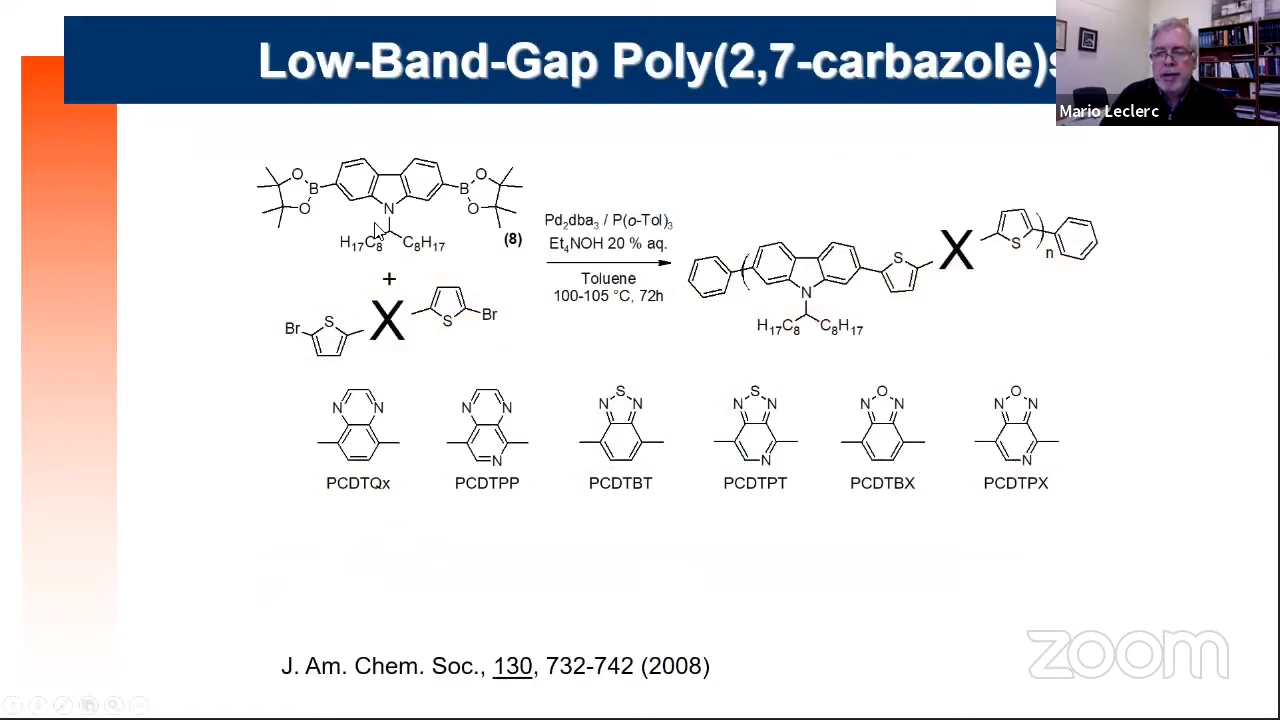 Low-Band-Gap Poly(2,7-carbazole)s
Mario Leclerc
O
B
O
N
B
O
O
H17C8
C8H17
(8)
+
Br
S
X
S
Br
Pd2dba3 / P(o-Tol)3
Et4NOH 20 % aq.
Toluene
100-105 °C, 72h
(
N
H17C8
C8H17
S
X
S
)
n
N
N
PCDTQx
N
N
N
PCDTPP
S
N
N
PCDTBT
S
N
N
N
PCDTPT
O
N
N
PCDTBX
O
N
N
N
PCDTPX
J. Am. Chem. Soc., 130, 732-742 (2008)
zoom